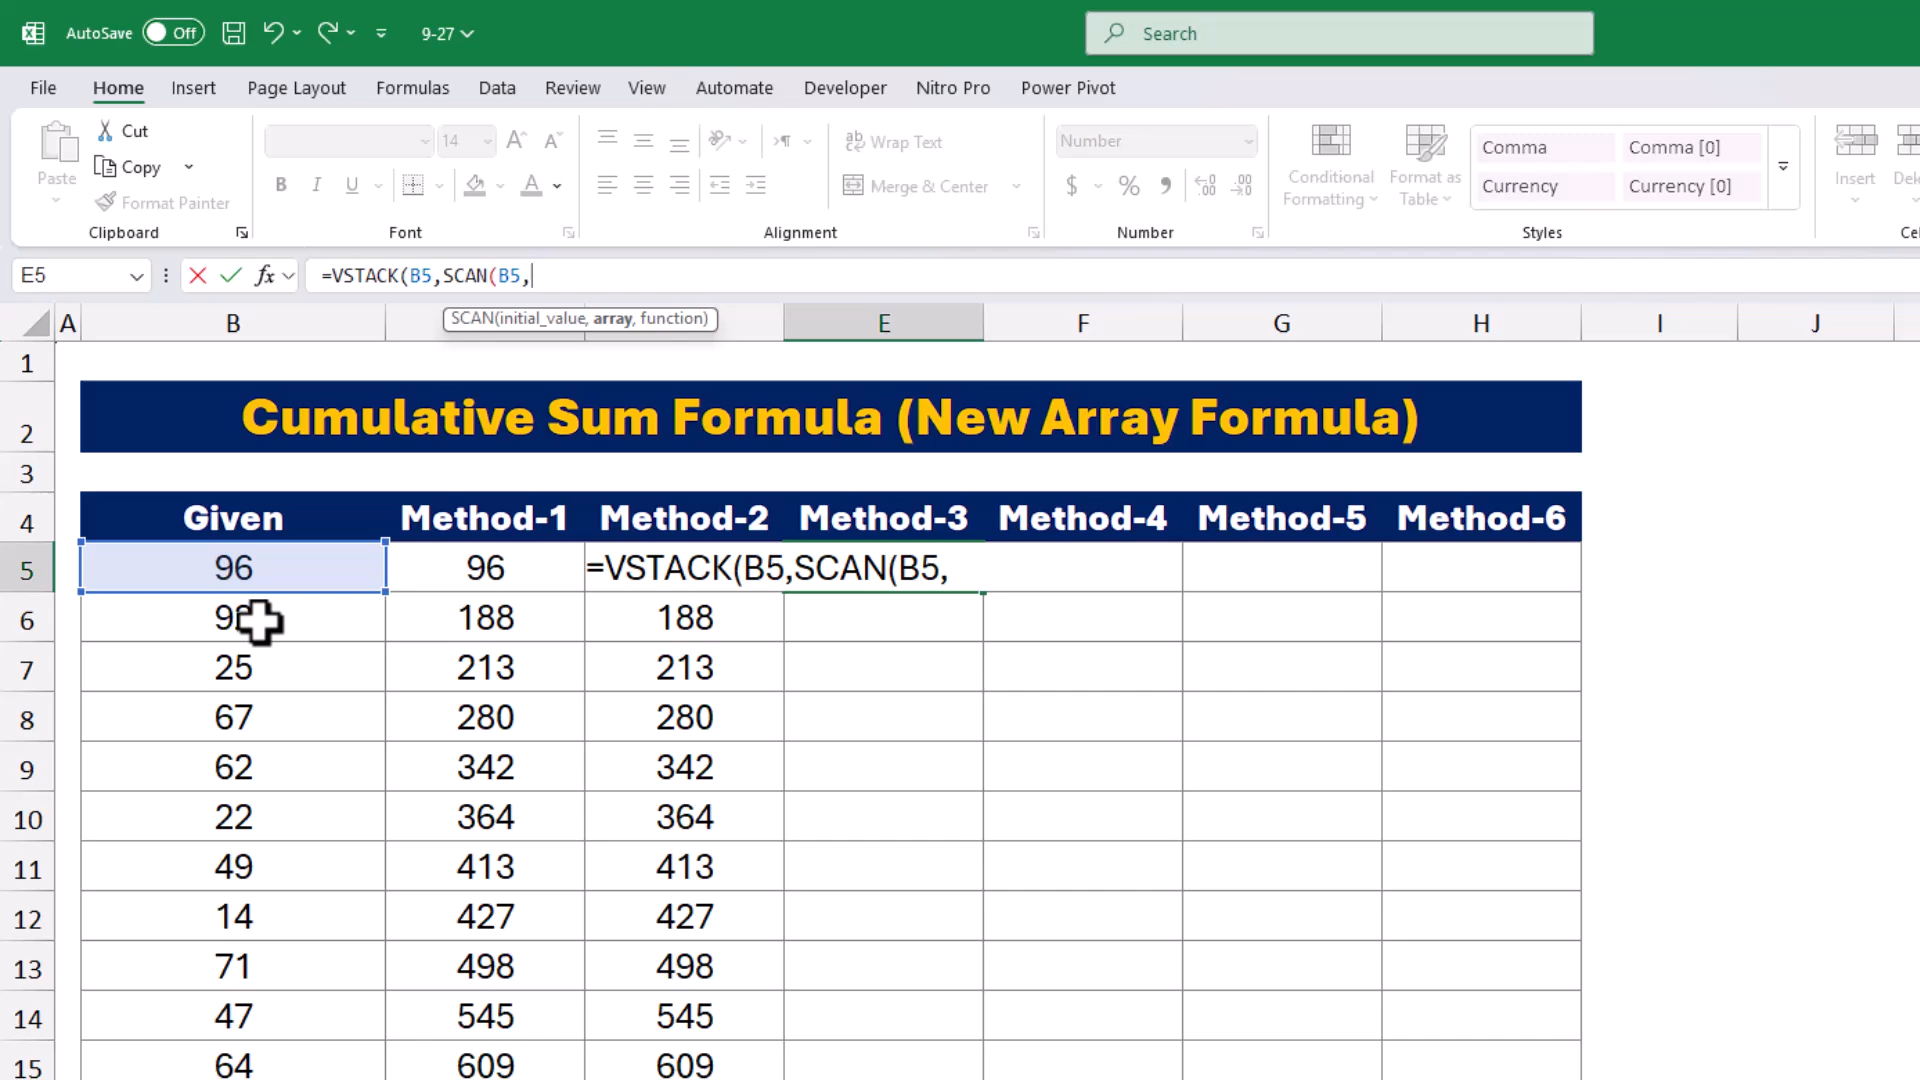 AutoSave Off 9-27 Search
File Home Insert Page Layout Formulas Data Review View Automate Developer Nitro Pro Power Pivot
Paste Cut Copy Format Painter
Clipboard
14
B I U A
Font
Wrap Text
Merge & Center
Alignment
Number
$ % 9 .00
Number
Conditional Formatting Format as Table
Comma Comma [0]
Currency Currency [0]
Styles
Insert
E5 fx =VSTACK(B5,SCAN(B5,
SCAN(initial_value, array, function)
A B E F G H I J
1
2 Cumulative Sum Formula (New Array Formula)
3
4 Given Method-1 Method-2 Method-3 Method-4 Method-5 Method-6
5 96 96 =VSTACK(B5,SCAN(B5,
6 188 188
7 25 213 213
8 67 280 280
9 62 342 342
10 22 364 364
11 49 413 413
12 14 427 427
13 71 498 498
14 47 545 545
15 64 609 609